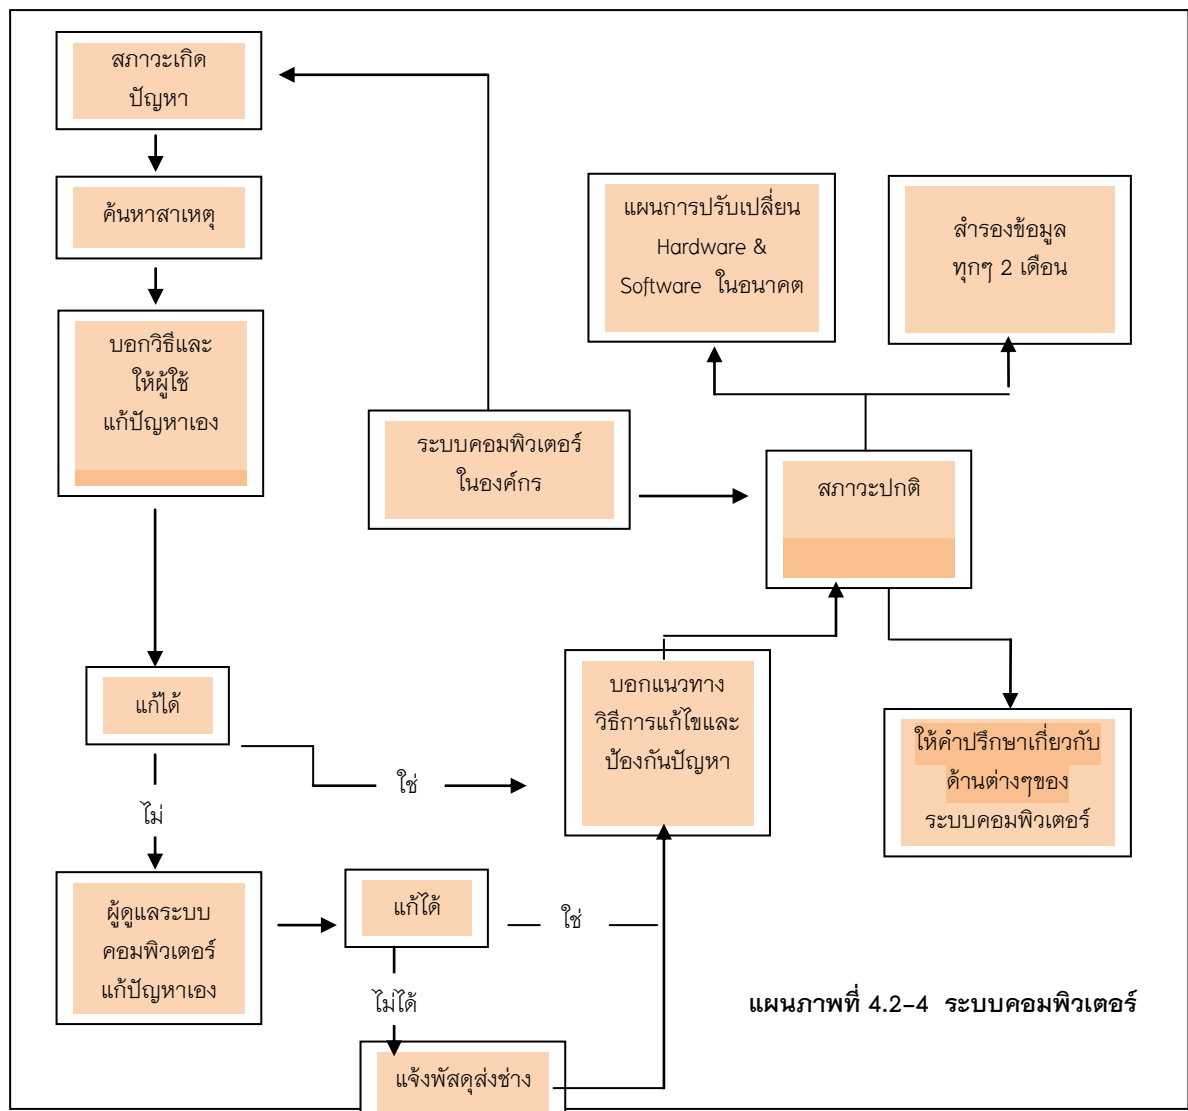 สภาวะเกิด
ปัญหา
ค้นหาสาเหตุ
บอกวิธีและ
ให้ผู้ใช้
แก้ปัญหาเอง
แก้ได้
ไม่
ใช่
ผู้ดูแลระบบ
คอมพิวเตอร์
แก้ปัญหาเอง
แก้ได้
ใช่
ไม่ได้
แจ้งพัสดุส่งช่าง
ระบบคอมพิวเตอร์
ในองค์กร
แผนการปรับเปลี่ยน
Hardware &
Software ในอนาคต
สำรองข้อมูล
ทุกๆ 2 เดือน
สภาวะปกติ
บอกแนวทาง
วิธีการแก้ไขและ
ป้องกันปัญหา
ให้คำปรึกษาเกี่ยวกับ
ด้านต่างๆของ
ระบบคอมพิวเตอร์
แผนภาพที่ 4.2-4 ระบบคอมพิวเตอร์